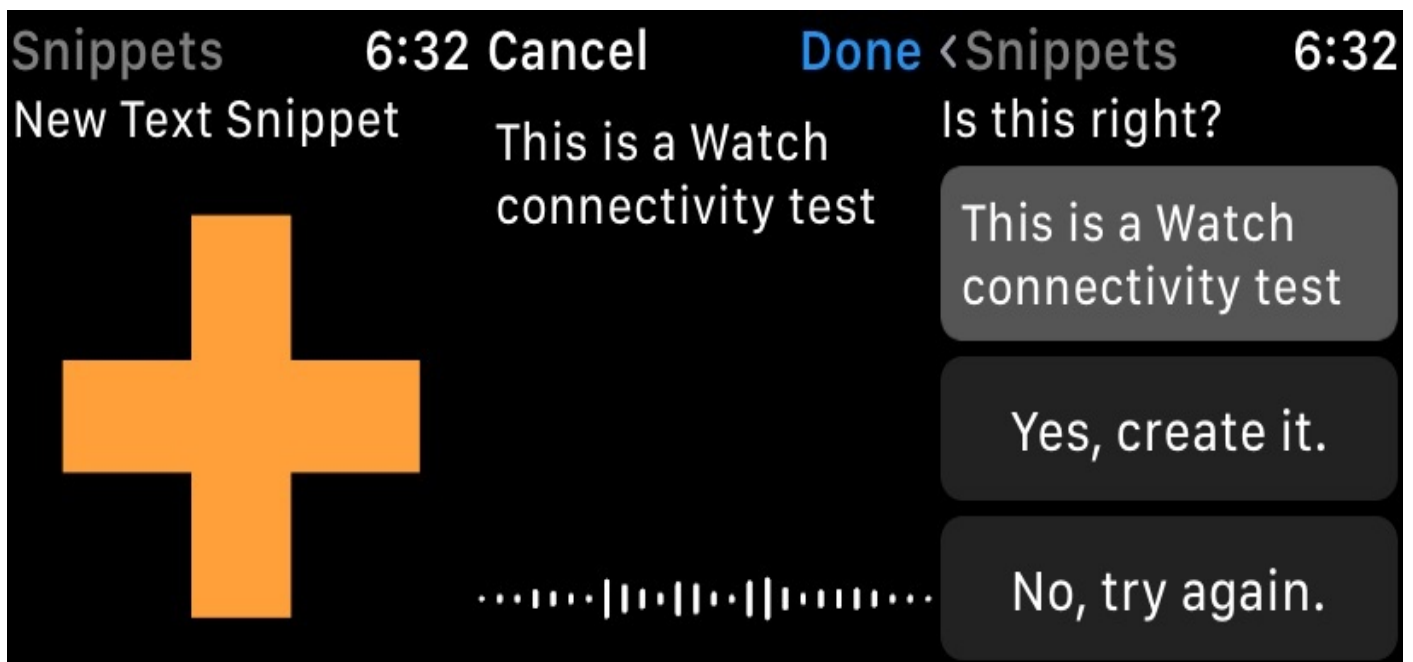 Snippets 6:32
New Text Snippet
Cancel Done
This is a Watch
connectivity test
<Snippets 6:32
Is this right?
This is a Watch
connectivity test
Yes, create it.
No, try again.